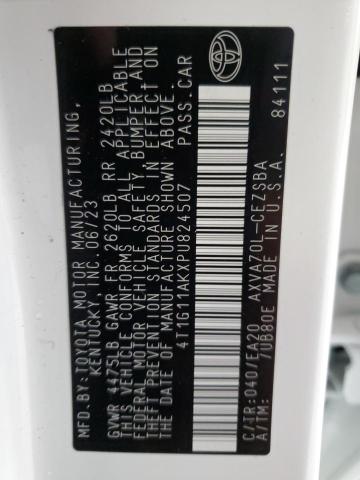 MFD.BY:TOYOTA MOTOR MANUFACTURING,
KENTUCKY, INC. 06/23
GVWR 4475LB GAWR FR 2620LB RR 2420LB
THIS VEHICLE CONFORMS TO ALL APPLICABLE
FEDERAL MOTOR VEHICLE SAFETY, BUMPER AND
THEFT PREVENTION STANDARDS IN EFFECT ON
THE DATE OF MANUFACTURE SHOWN ABOVE.
4T1G11AKXPU824507 PASS.CAR
C/TR:040/EA20 AXVA70L-CEZSBA
A/TM: /UB80E MADE IN U.S.A.
84111